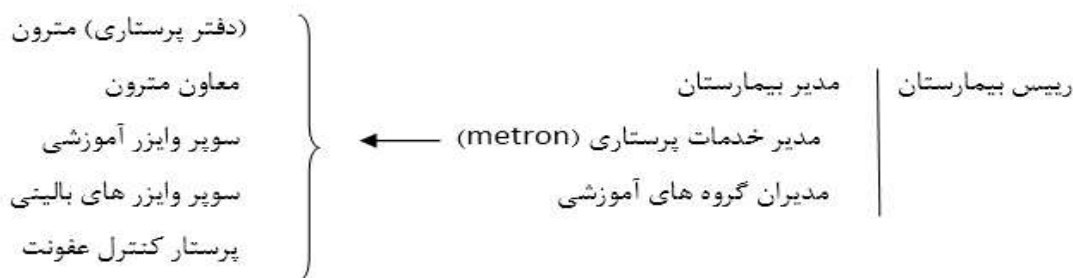 رییس بیمارستان
مدیر بیمارستان
مدیر خدمات پرستاری (metron)
مدیران گروه های آموزشی
(دفتر پرستاری) مترون
معاون مترون
سوپر وایزر آموزشی
سوپر وایزر های بالینی
پرستار کنترل عفونت